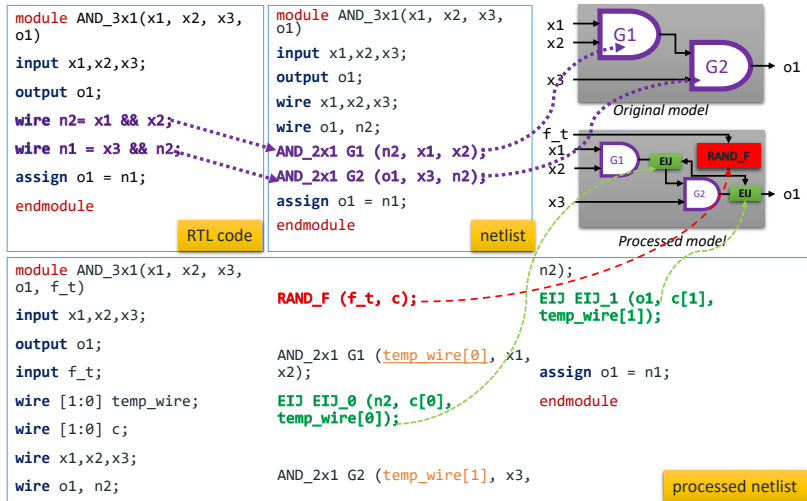 module AND_3x1(x1, x2, x3,
o1)
input x1,x2,x3;
output o1;
wire n2= x1 && x2;
wire n1 = x3 && n2;
assign o1 = n1;
endmodule
RTL code
module AND_3x1(x1, x2, x3,
o1)
input x1,x2,x3;
output o1;
wire x1,x2,x3;
wire o1, n2;
AND_2x1 G1 (n2, x1, x2);
AND_2x1 G2 (o1, x3, n2);
assign o1 = n1;
endmodule
netlist
x1
x2
x3
G1
G2
o1
Original model
f_t
x1
x2
x3
G1
EIJ
RAND_F
G2
EIJ
o1
Processed model
module AND_3x1(x1, x2, x3,
o1, f_t)
input x1,x2,x3;
output o1;
input f_t;
wire [1:0] temp_wire;
wire [1:0] c;
wire x1,x2,x3;
wire o1, n2;
RAND_F (f_t, c);
AND_2x1 G1 (temp_wire[0], x1,
x2);
EIJ EIJ_0 (n2, c[0],
temp_wire[0]);
AND_2x1 G2 (temp_wire[1], x3,
n2);
EIJ EIJ_1 (o1, c[1],
temp_wire[1]);
assign o1 = n1;
endmodule
processed netlist